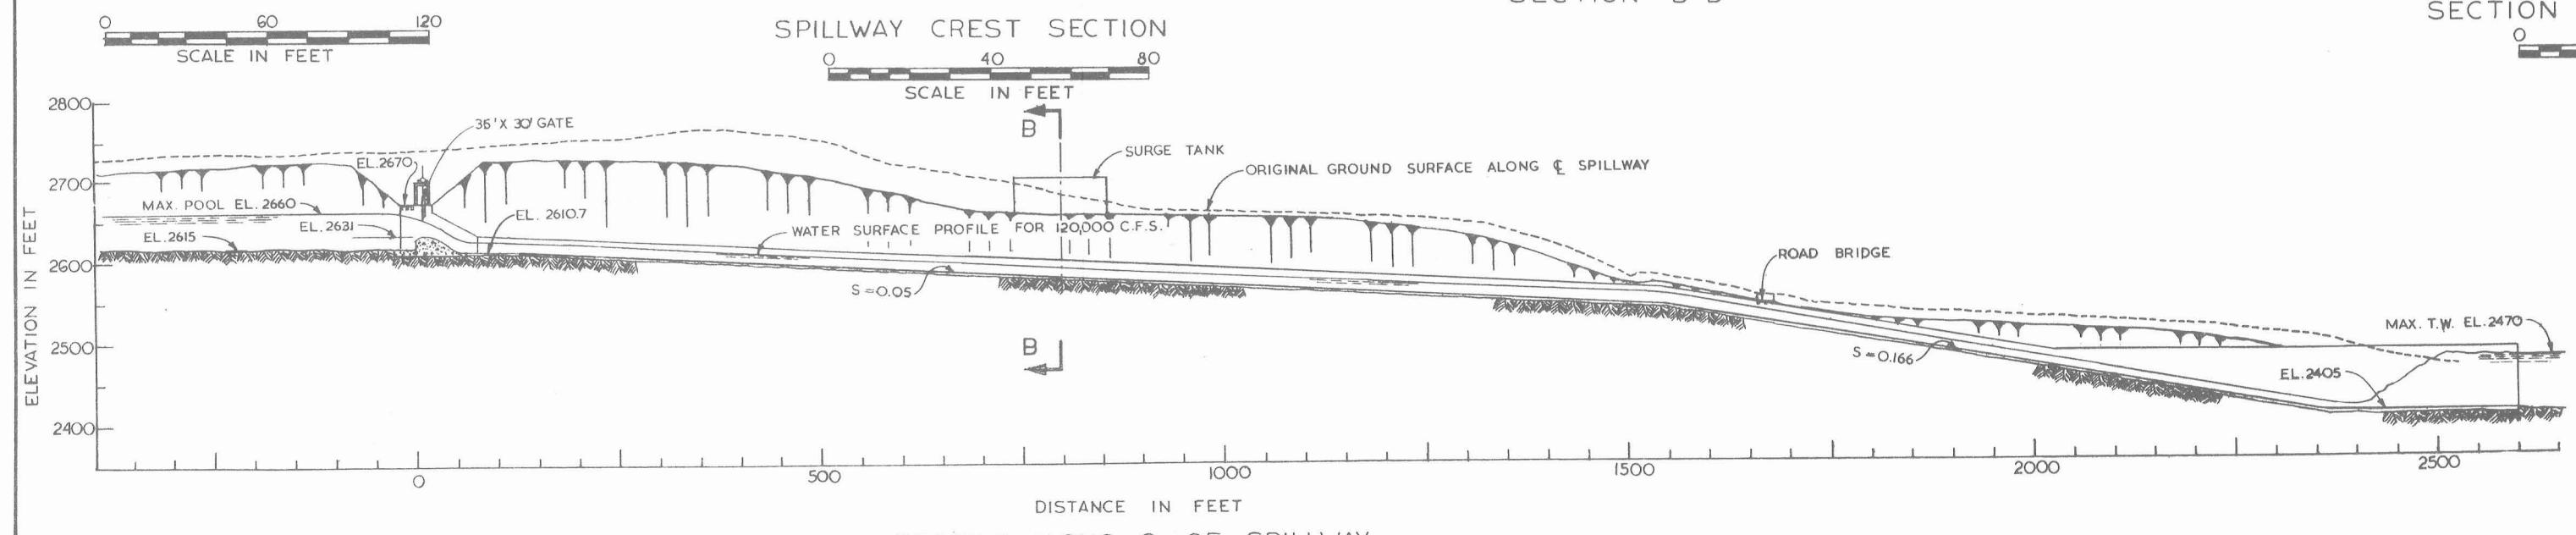 0 60 120
SCALE IN FEET
SPILLWAY CREST SECTION
0 40 80
SCALE IN FEET
SECTION
0
ELEVATION IN FEET
2800
2700
2600
2500
2400
36' X 30' GATE
EL.2670
MAX. POOL EL. 2660
EL.2631
EL.2615
EL. 2610.7
B
SURGE TANK
ORIGINAL GROUND SURFACE ALONG ℄ SPILLWAY
WATER SURFACE PROFILE FOR 120,000 C.F.S.
S=0.05
B
ROAD BRIDGE
S=0.166
MAX. T.W. EL.2470
EL.2405
0 500 1000 1500 2000 2500
DISTANCE IN FEET